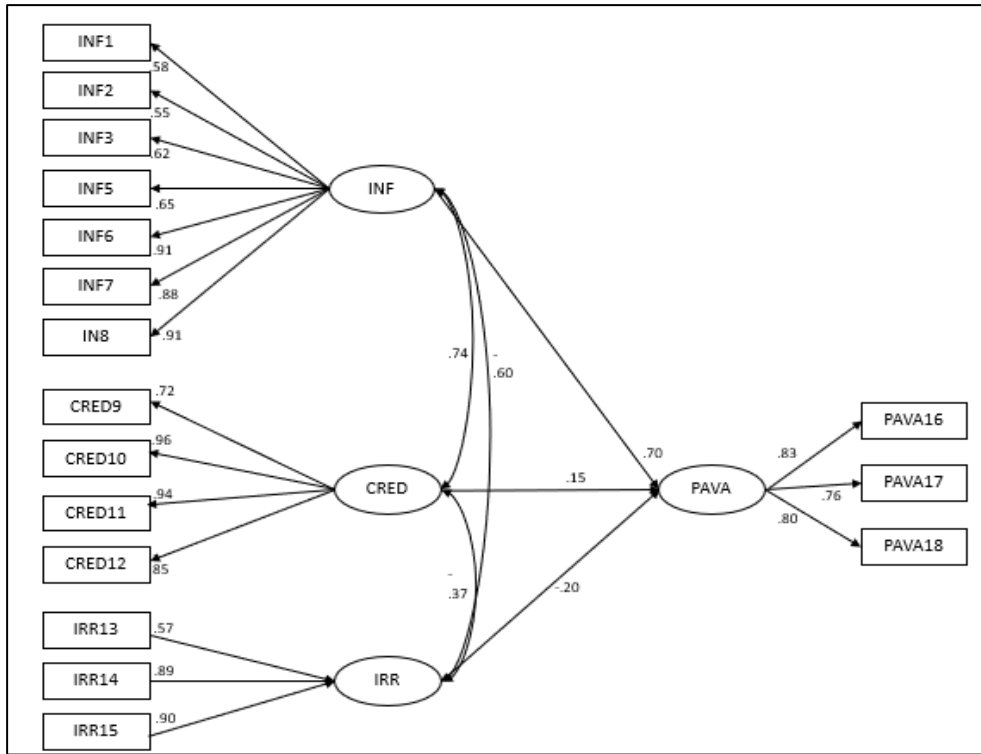 INF1
.58
INF2
.55
INF3
.62
INF5
.65
INF6
.91
INF7
.88
IN8
.91
INF
.74
-
.60
CRED9
.72
CRED10
.96
CRED11
.94
CRED12
.85
CRED
.15
.70
PAVA
.83
PAVA16
.76
PAVA17
.80
PAVA18
-
.37
-.20
IRR13
.57
IRR14
.89
IRR15
.90
IRR